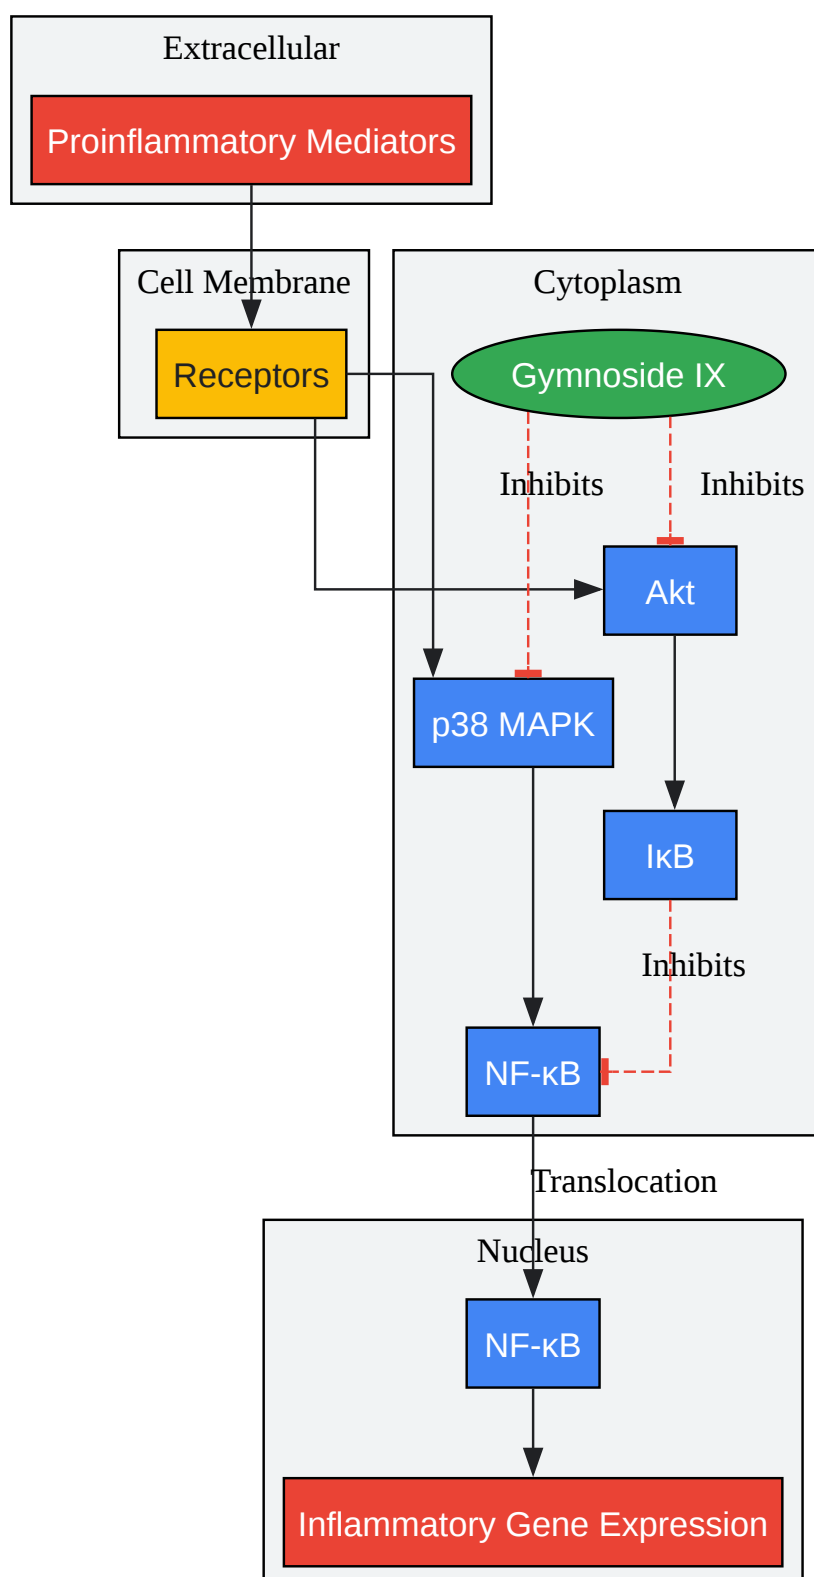 Extracellular
Proinflammatory Mediators
Cell Membrane
Cytoplasm
Receptors
Gymnoside IX
Inhibits
Inhibits
Akt
p38 MAPK
IκB
Inhibits
NF-κB
Translocation
Nucleus
NF-κB
Inflammatory Gene Expression